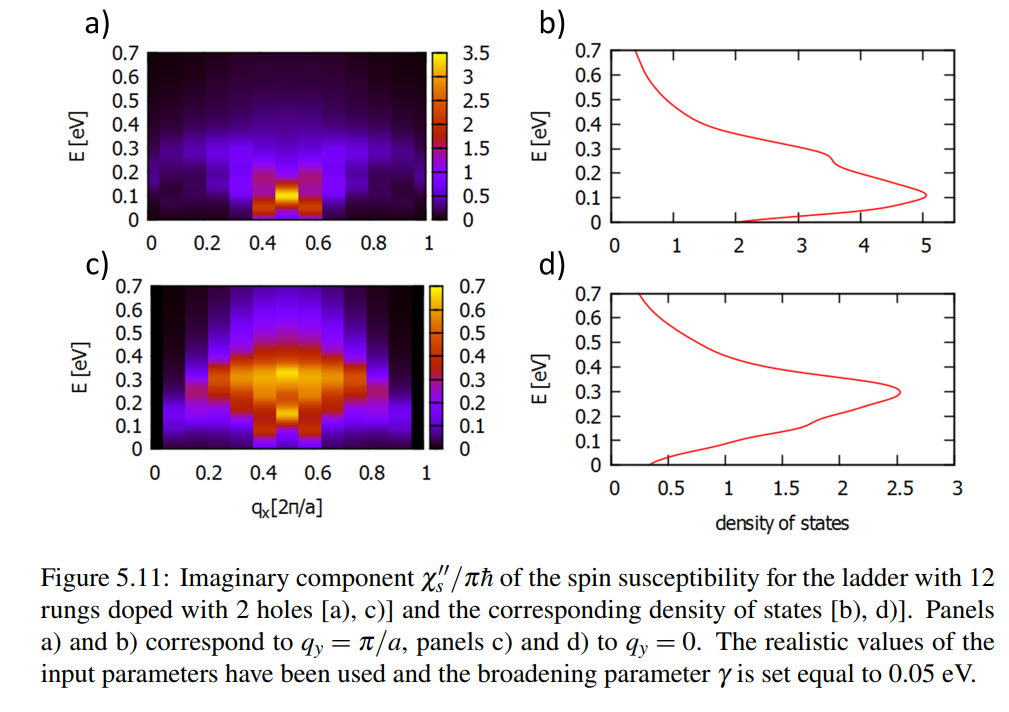 a)
0.7
0.6
0.5
0.4
0.3
0.2
0.1
0
E [eV]
0 0.2 0.4 0.6 0.8 1
3.5
3
2.5
2
1.5
1
0.5
0
b)
0.7
0.6
0.5
0.4
0.3
0.2
0.1
0
E [eV]
0 1 2 3 4 5
c)
0.7
0.6
0.5
0.4
0.3
0.2
0.1
0
E [eV]
0 0.2 0.4 0.6 0.8 1
qx[2π/a]
0.7
0.6
0.5
0.4
0.3
0.2
0.1
0
d)
0.7
0.6
0.5
0.4
0.3
0.2
0.1
0
E [eV]
0 0.5 1 1.5 2 2.5 3
density of states
Figure 5.11: Imaginary component χs″/πℏ of the spin susceptibility for the ladder with 12
rungs doped with 2 holes [a), c)] and the corresponding density of states [b), d)]. Panels
a) and b) correspond to qy = π/a, panels c) and d) to qy = 0. The realistic values of the
input parameters have been used and the broadening parameter γ is set equal to 0.05 eV.